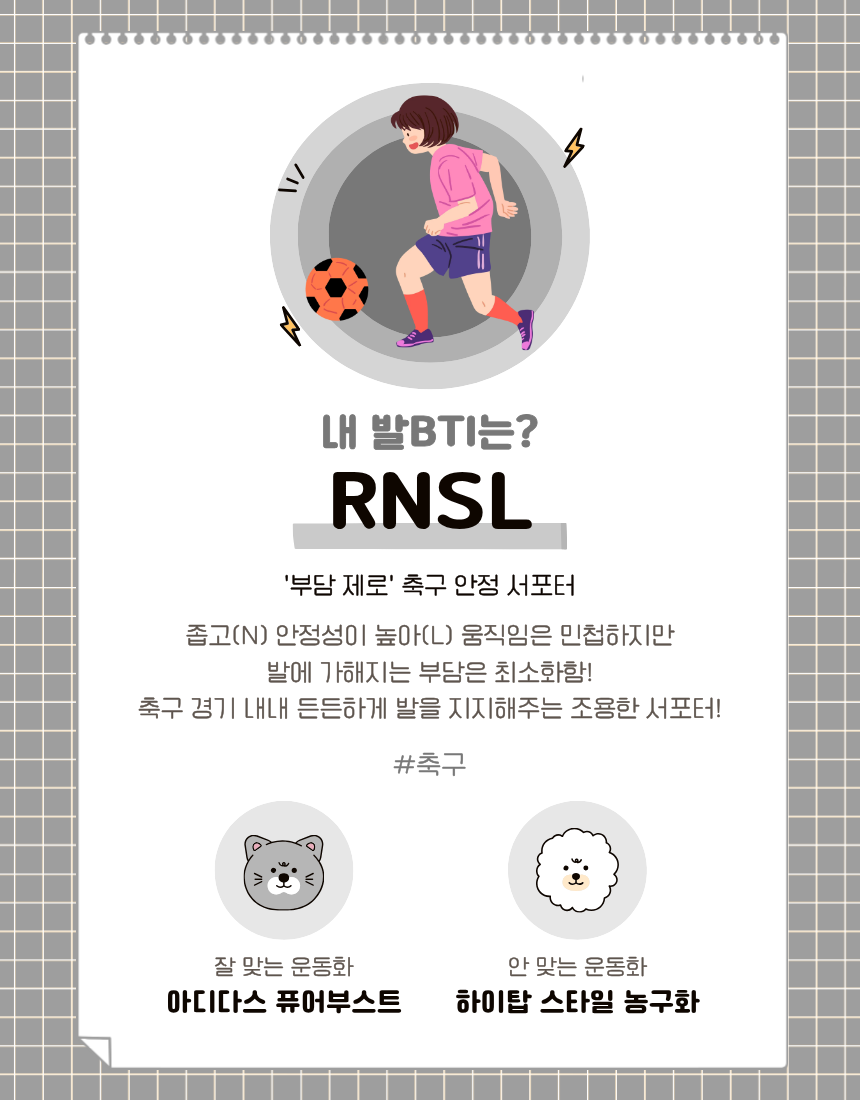 내 발BTI는?
RNSL
'부담 제로' 축구 안정 서포터
좁고(N) 안정성이 높아(L) 움직임은 민첩하지만
발에 가해지는 부담은 최소화함!
축구 경기 내내 든든하게 발을 지지해주는 조용한 서포터!
#축구
잘 맞는 운동화
아디다스 퓨어부스트
안 맞는 운동화
하이탑 스타일 농구화